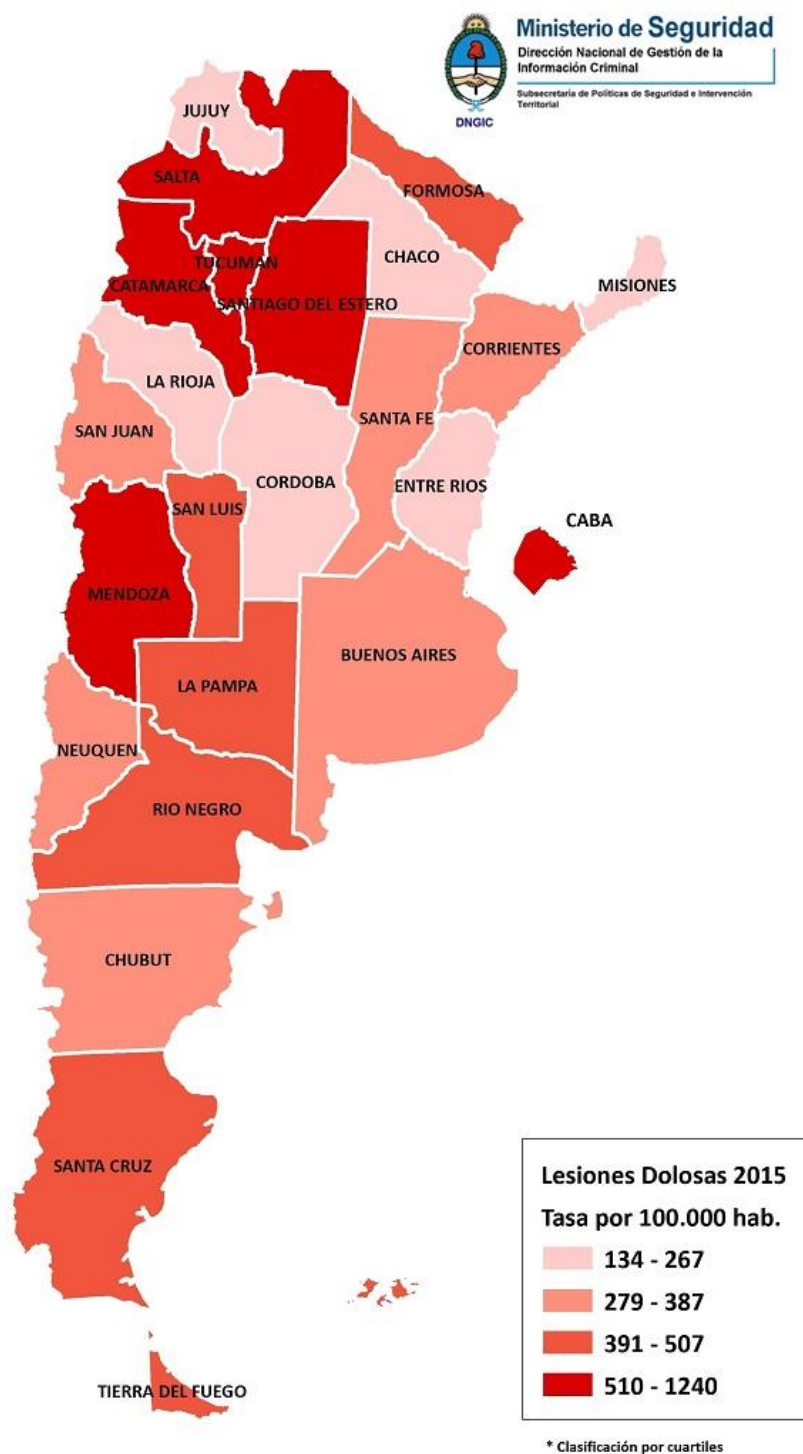 Ministerio de Seguridad
Dirección Nacional de Gestión de la
Información Criminal
Subsecretaría de Políticas de Seguridad e Intervención
Territorial
DNGIC
JUJUY
SALTA
FORMOSA
CHACO
TUCUMAN
CATAMARCA
SANTIAGO DEL ESTERO
MISIONES
CORRIENTES
LA RIOJA
SANTA FE
SAN JUAN
CORDOBA
ENTRE RIOS
SAN LUIS
CABA
MENDOZA
BUENOS AIRES
LA PAMPA
NEUQUEN
RIO NEGRO
CHUBUT
SANTA CRUZ
TIERRA DEL FUEGO
Lesiones Dolosas 2015
Tasa por 100.000 hab.
134 - 267
279 - 387
391 - 507
510 - 1240
* Clasificación por cuartiles